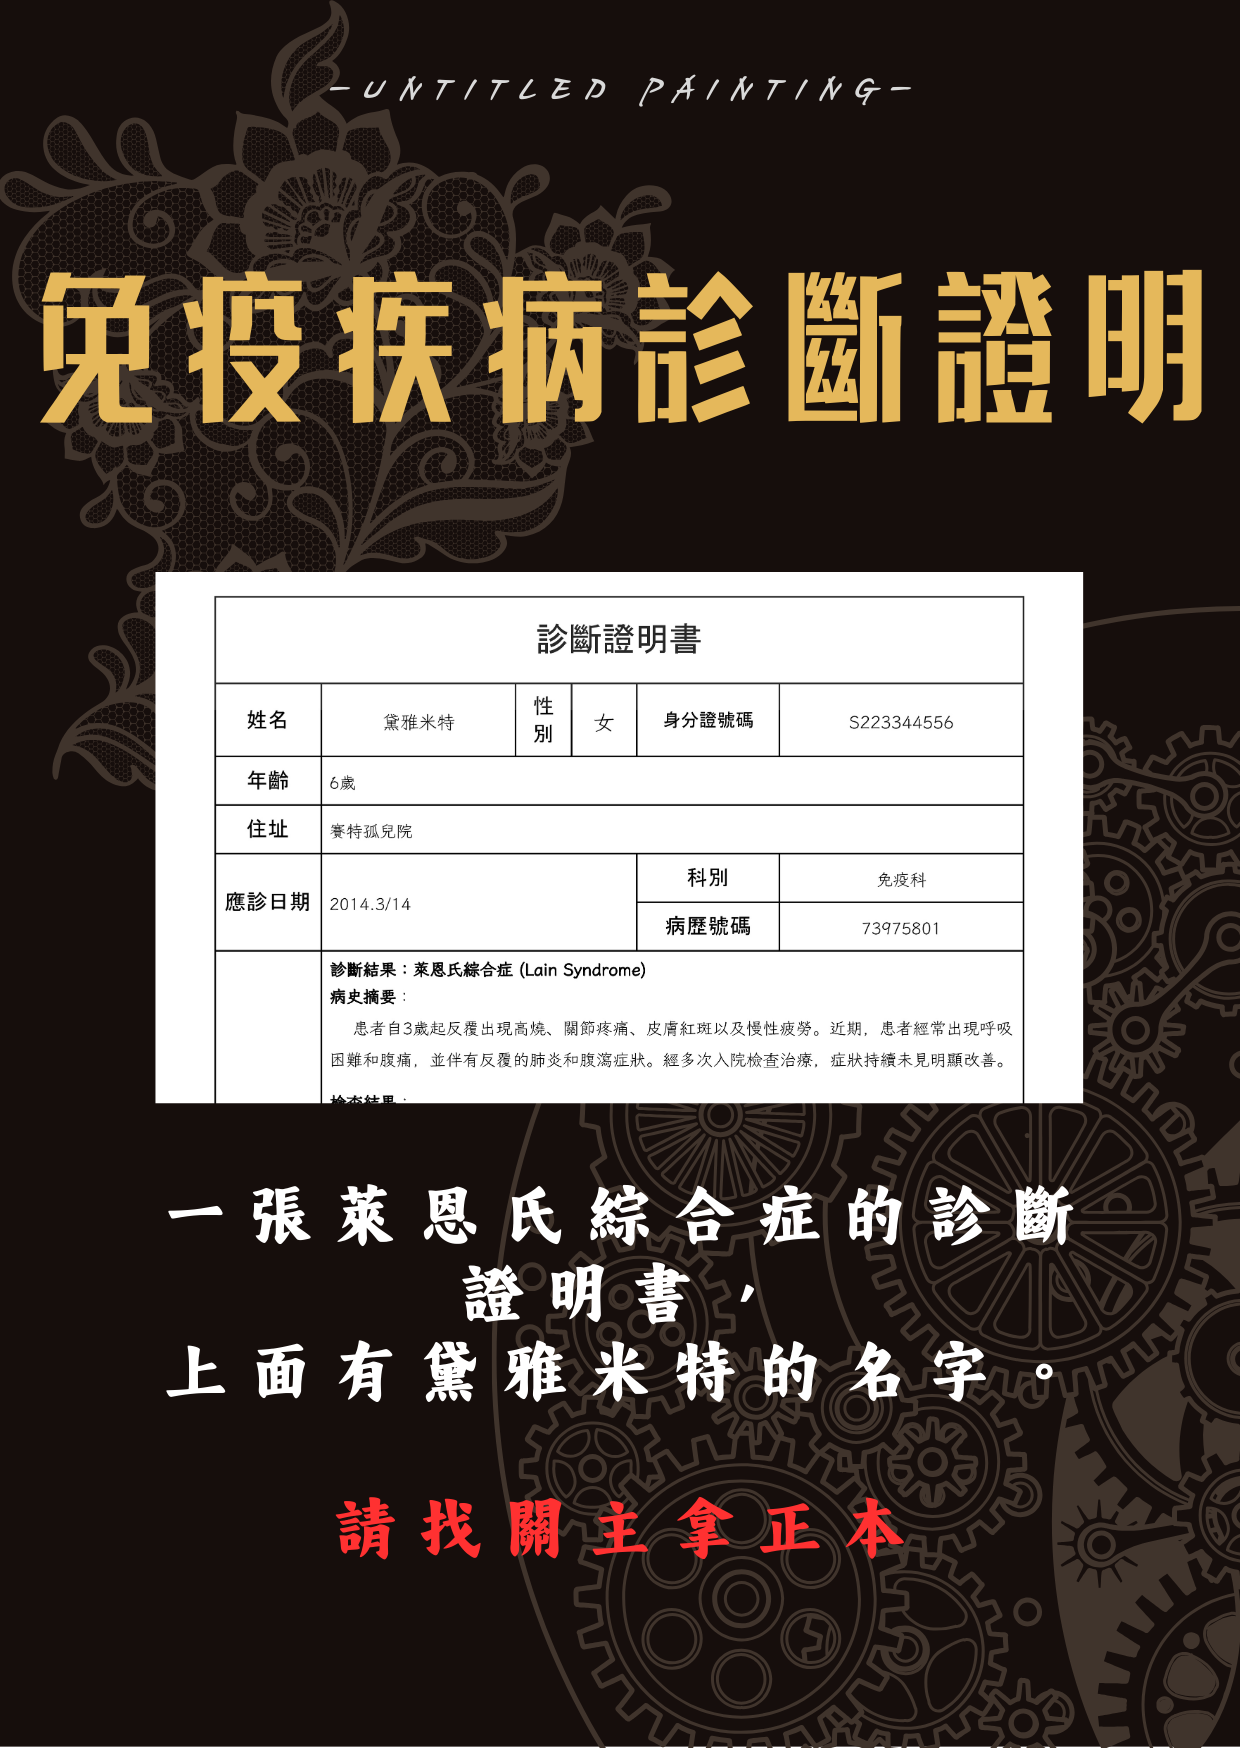 —UNTITLED PAINTING—
免疫疾病診斷證明
診斷證明書
姓名 黛雅米特 性別 女 身分證號碼 S223344556
年齡 6歲
住址 賽特孤兒院
應診日期 2014.3/14 科別 免疫科
病歷號碼 73975801
診斷結果：萊恩氏綜合症 (Lain Syndrome)
病史摘要：
患者自3歲起反覆出現高燒、關節疼痛、皮膚紅斑以及慢性疲勞。近期，患者經常出現呼吸
困難和腹痛，並伴有反覆的肺炎和腹瀉症狀。經多次入院檢查治療，症狀持續未見明顯改善。
檢查結果：
一張萊恩氏綜合症的診斷
證明書，
上面有黛雅米特的名字。
請找關主拿正本